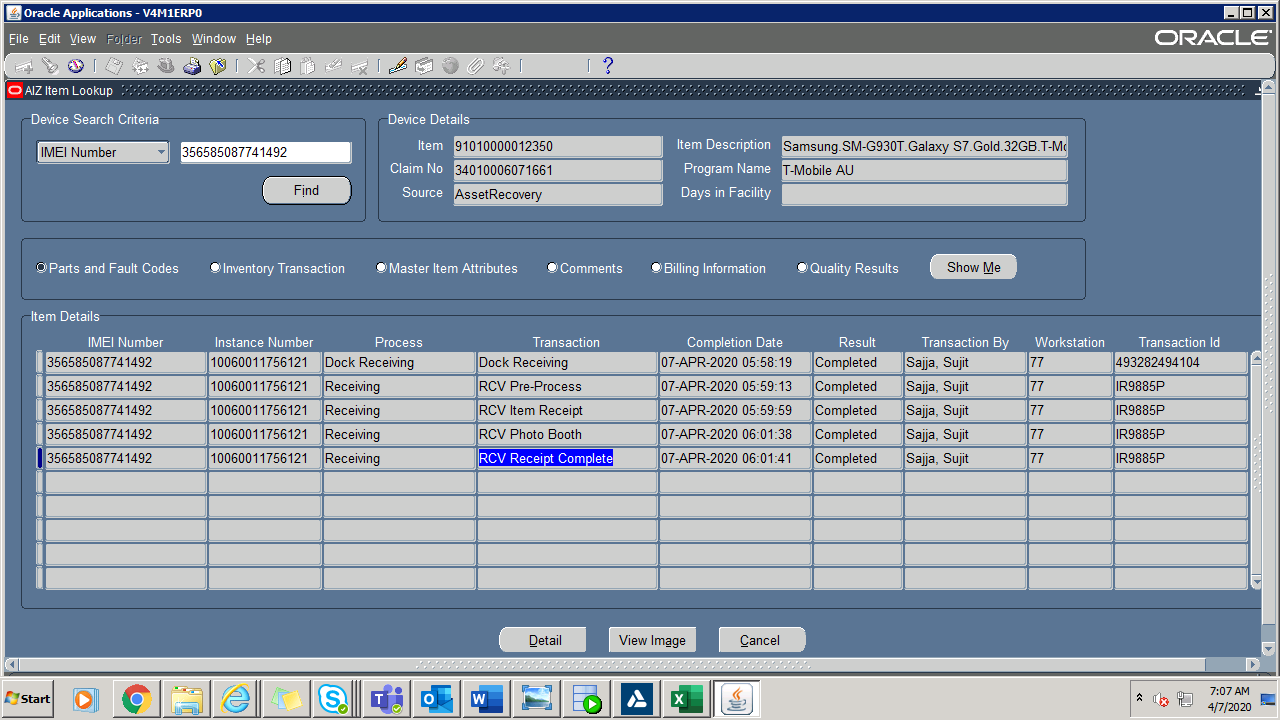 Oracle Applications - V4M1ERP0
File Edit View Folder Tools Window Help
ORACLE
AIZ Item Lookup
Device Search Criteria
IMEI Number 356585087741492
Find
Device Details
Item 91010000012350 Item Description Samsung.SM-G930T.Galaxy S7.Gold.32GB.T-Mo
Claim No 34010006071661 Program Name T-Mobile AU
Source AssetRecovery Days in Facility
Parts and Fault Codes Inventory Transaction Master Item Attributes Comments Billing Information Quality Results Show Me
Item Details
IMEI Number Instance Number Process Transaction Completion Date Result Transaction By Workstation Transaction Id
356585087741492 10060011756121 Dock Receiving Dock Receiving 07-APR-2020 05:58:19 Completed Sajja, Sujit 77 493282494104
356585087741492 10060011756121 Receiving RCV Pre-Process 07-APR-2020 05:59:13 Completed Sajja, Sujit 77 IR9885P
356585087741492 10060011756121 Receiving RCV Item Receipt 07-APR-2020 05:59:59 Completed Sajja, Sujit 77 IR9885P
356585087741492 10060011756121 Receiving RCV Photo Booth 07-APR-2020 06:01:38 Completed Sajja, Sujit 77 IR9885P
356585087741492 10060011756121 Receiving RCV Receipt Complete 07-APR-2020 06:01:41 Completed Sajja, Sujit 77 IR9885P
Detail View Image Cancel
Start
7:07 AM
4/7/2020